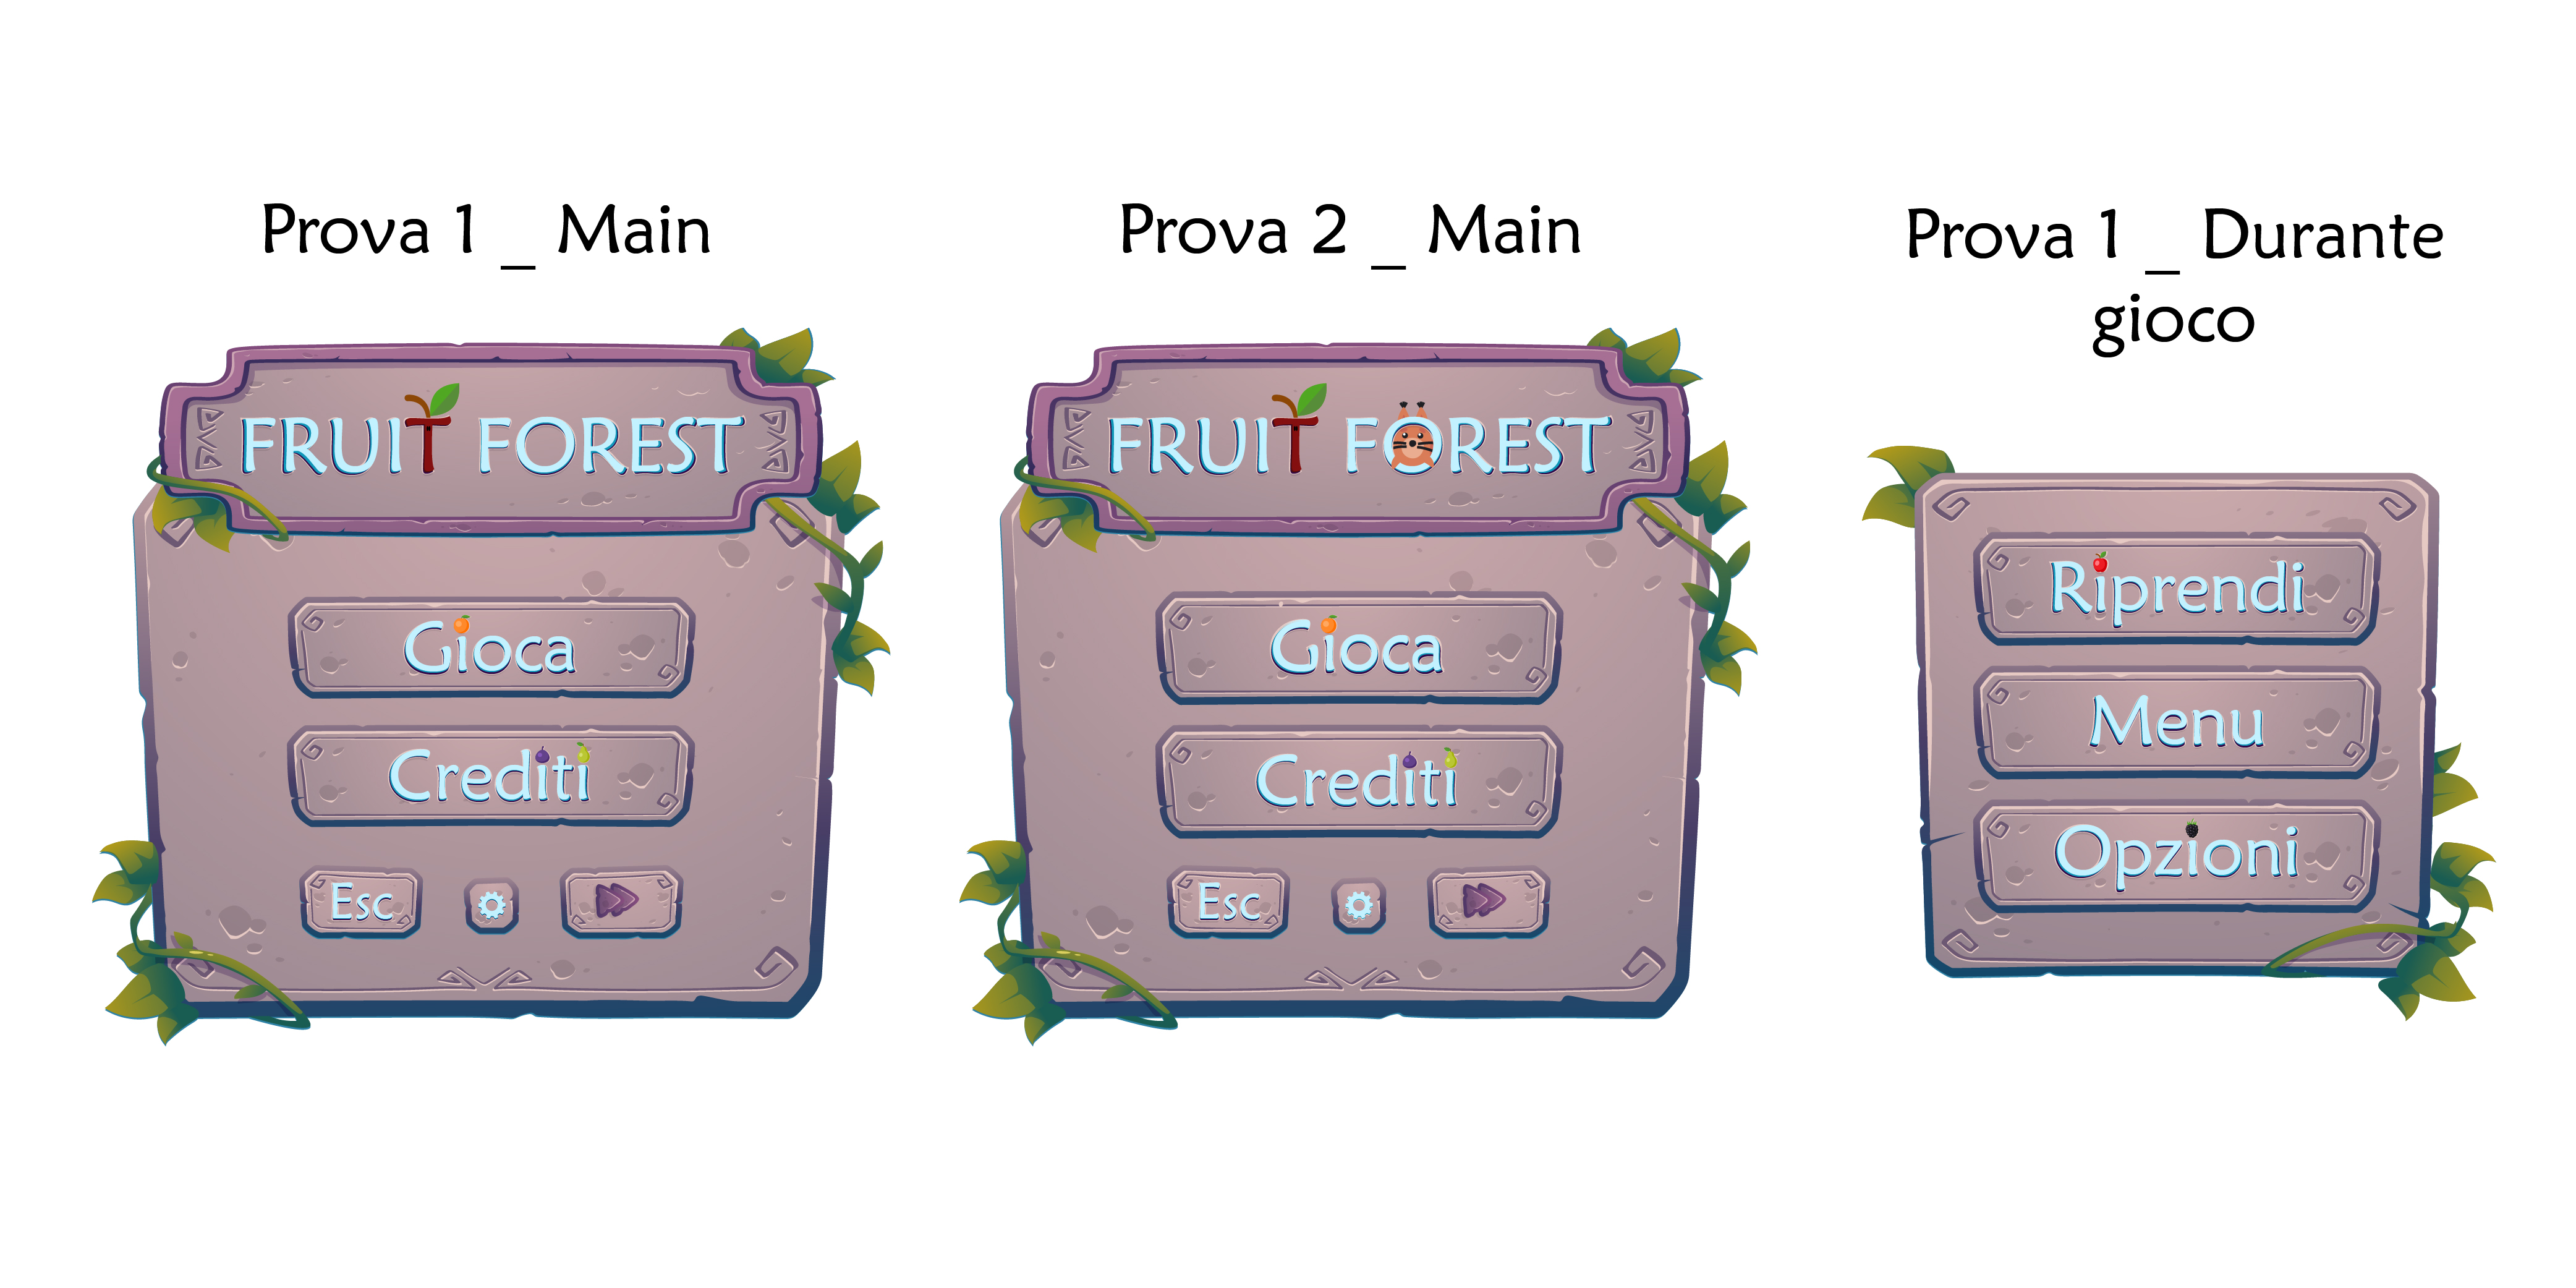 Prova 1 _ Main
FRUIT FOREST
Gioca
Crediti
Esc
Prova 2 _ Main
FRUIT FOREST
Gioca
Crediti
Esc
Prova 1 _ Durante
gioco
Riprendi
Menu
Opzioni